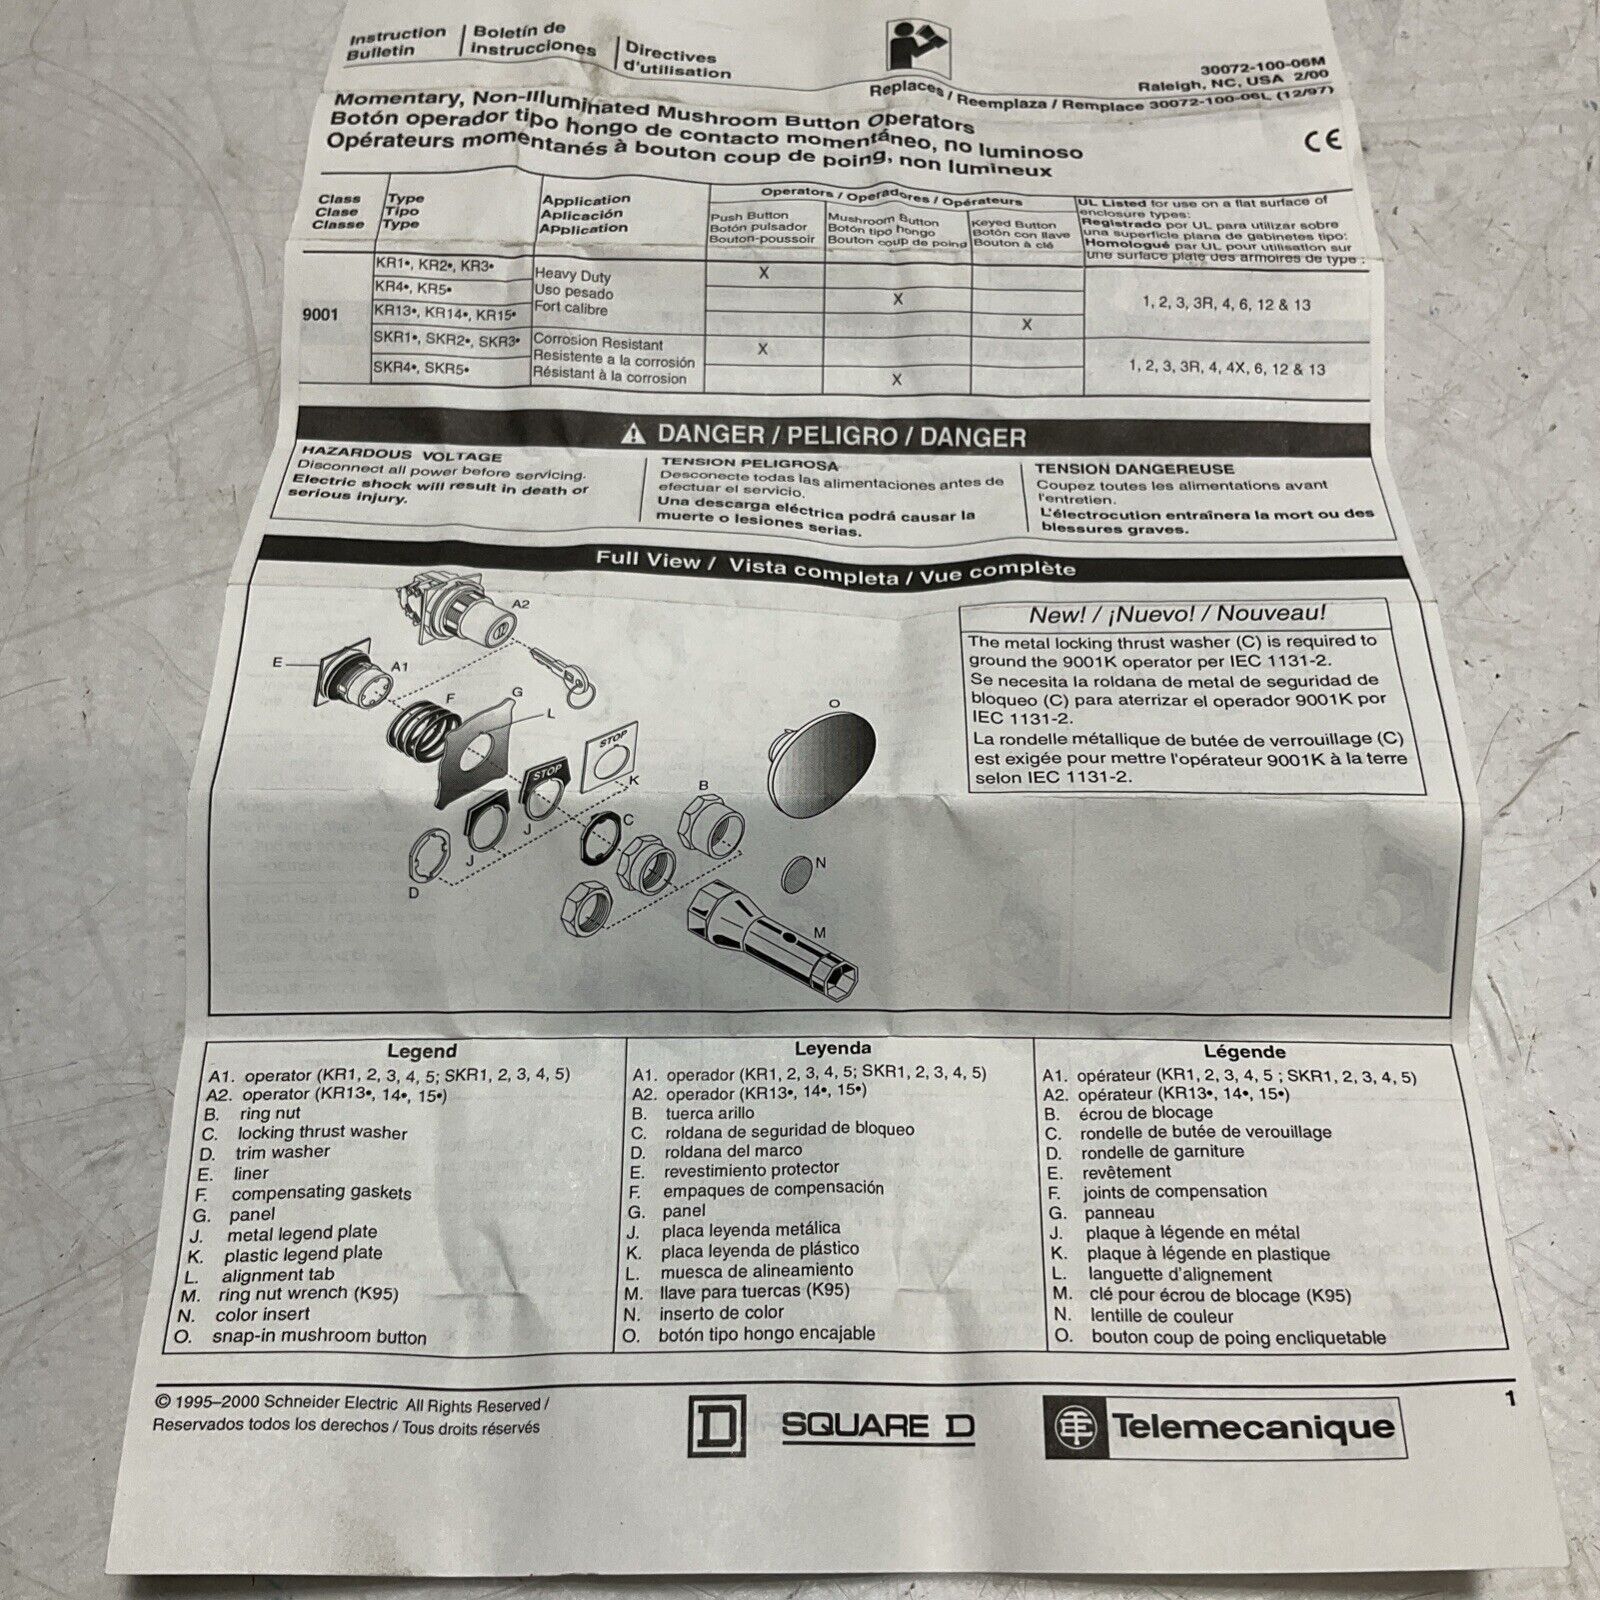 Instruction Bulletin
Boletín de instrucciones
Directives d'utilisation
30072-100-06M
Raleigh, NC, USA 2/00
Replaces / Reemplaza / Remplace 30072-100-06L (12/97)
Momentary, Non-Illuminated Mushroom Button Operators
Botón operador tipo hongo de contacto momentáneo, no luminoso
Opérateurs momentanés à bouton coup de poing, non lumineux
CE
Class
Clase
Classe
Type
Tipo
Type
Application
Aplicación
Application
Operators / Operadores / Opérateurs
Push Button
Botón pulsador
Bouton-poussoir
Mushroom Button
Botón tipo hongo
Bouton coup de poing
Keyed Button
Botón con llave
Bouton à clé
UL Listed for use on a flat surface of
enclosure types:
Registrado por UL para utilizar sobre
una superficie plana de gabinetes tipo:
Homologué par UL pour utilisation sur
une surface plate des armoires de type :
9001
KR1•, KR2•, KR3•
KR4•, KR5•
KR13•, KR14•, KR15•
Heavy Duty
Uso pesado
Fort calibre
X
X
X
1, 2, 3, 3R, 4, 6, 12 & 13
SKR1•, SKR2•, SKR3•
SKR4•, SKR5•
Corrosion Resistant
Resistente a la corrosión
Résistant à la corrosion
X
X
1, 2, 3, 3R, 4, 4X, 6, 12 & 13
DANGER / PELIGRO / DANGER
HAZARDOUS VOLTAGE
Disconnect all power before servicing.
Electric shock will result in death or
serious injury.
TENSION PELIGROSA
Desconecte todas las alimentaciones antes de
efectuar el servicio.
Una descarga eléctrica podrá causar la
muerte o lesiones serias.
TENSION DANGEREUSE
Coupez toutes les alimentations avant
l'entretien.
L'électrocution entraînera la mort ou des
blessures graves.
Full View / Vista completa / Vue complète
A2
E
A1
F
G
L
STOP
STOP
K
J
J
D
C
B
O
N
M
New! / ¡Nuevo! / Nouveau!
The metal locking thrust washer (C) is required to
ground the 9001K operator per IEC 1131-2.
Se necesita la roldana de metal de seguridad de
bloqueo (C) para aterrizar el operador 9001K por
IEC 1131-2.
La rondelle métallique de butée de verrouillage (C)
est exigée pour mettre l'opérateur 9001K à la terre
selon IEC 1131-2.
Legend
A1. operator (KR1, 2, 3, 4, 5; SKR1, 2, 3, 4, 5)
A2. operator (KR13•, 14•, 15•)
B. ring nut
C. locking thrust washer
D. trim washer
E. liner
F. compensating gaskets
G. panel
J. metal legend plate
K. plastic legend plate
L. alignment tab
M. ring nut wrench (K95)
N. color insert
O. snap-in mushroom button
Leyenda
A1. operador (KR1, 2, 3, 4, 5; SKR1, 2, 3, 4, 5)
A2. operador (KR13•, 14•, 15•)
B. tuerca arillo
C. roldana de seguridad de bloqueo
D. roldana del marco
E. revestimiento protector
F. empaques de compensación
G. panel
J. placa leyenda metálica
K. placa leyenda de plástico
L. muesca de alineamiento
M. llave para tuercas (K95)
N. inserto de color
O. botón tipo hongo encajable
Légende
A1. opérateur (KR1, 2, 3, 4, 5 ; SKR1, 2, 3, 4, 5)
A2. opérateur (KR13•, 14•, 15•)
B. écrou de blocage
C. rondelle de butée de verouillage
D. rondelle de garniture
E. revêtement
F. joints de compensation
G. panneau
J. plaque à légende en métal
K. plaque à légende en plastique
L. languette d'alignement
M. clé pour écrou de blocage (K95)
N. lentille de couleur
O. bouton coup de poing encliquetable
© 1995–2000 Schneider Electric All Rights Reserved /
Reservados todos los derechos / Tous droits réservés
D
SQUARE D
Telemecanique
1